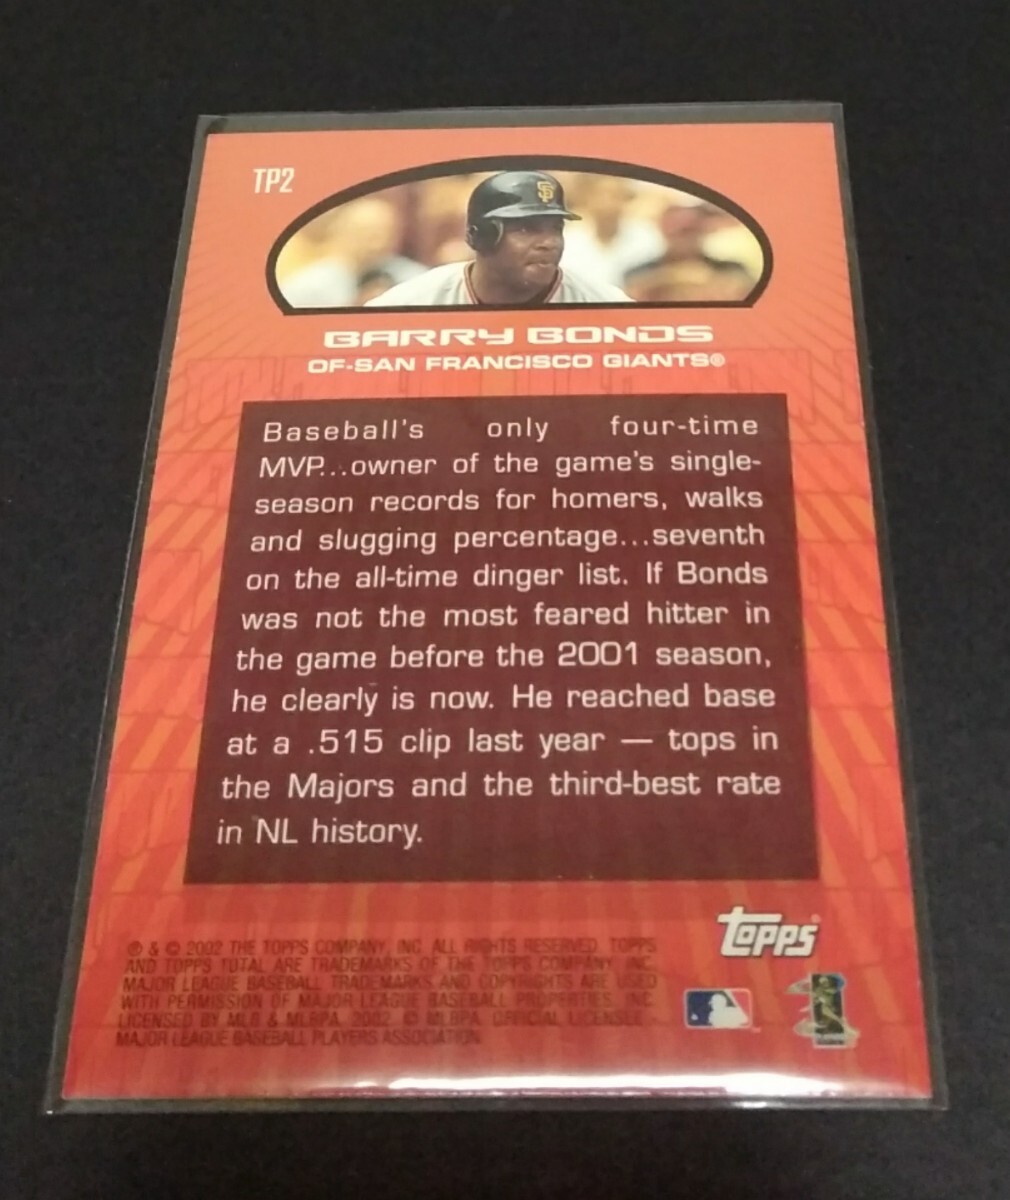 TP2
BARRY BONDS
OF-SAN FRANCISCO GIANTS®
Baseball's only four-time
MVP...owner of the game's single-
season records for homers, walks
and slugging percentage...seventh
on the all-time dinger list. If Bonds
was not the most feared hitter in
the game before the 2001 season,
he clearly is now. He reached base
at a .515 clip last year — tops in
the Majors and the third-best rate
in NL history.
Topps®
® & © 2002 THE TOPPS COMPANY, INC. ALL RIGHTS RESERVED. TOPPS
AND TOPPS TOTAL ARE TRADEMARKS OF THE TOPPS COMPANY, INC.
MAJOR LEAGUE BASEBALL TRADEMARKS AND COPYRIGHTS ARE USED
WITH PERMISSION OF MAJOR LEAGUE BASEBALL PROPERTIES, INC.
LICENSED BY MLB & MLBPA. 2002 © MLBPA. OFFICIAL LICENSEE -
MAJOR LEAGUE BASEBALL PLAYERS ASSOCIATION.